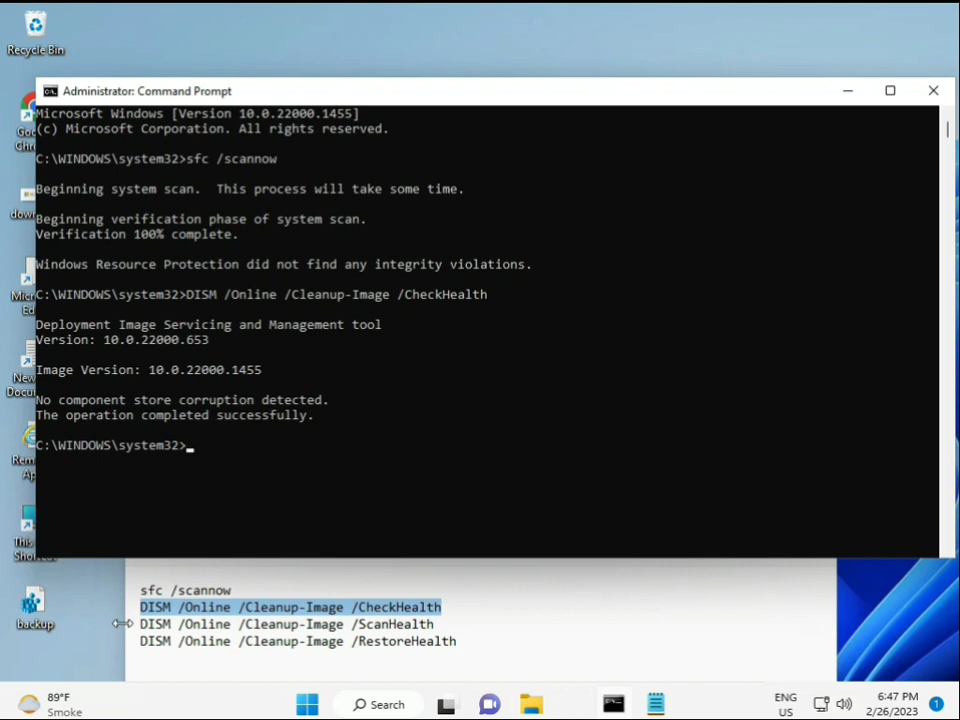 Recycle Bin
Administrator: Command Prompt
Microsoft Windows [Version 10.0.22000.1455]
(c) Microsoft Corporation. All rights reserved.
C:\WINDOWS\system32>sfc /scannow
Beginning system scan.  This process will take some time.
Beginning verification phase of system scan.
Verification 100% complete.
Windows Resource Protection did not find any integrity violations.
C:\WINDOWS\system32>DISM /Online /Cleanup-Image /CheckHealth
Deployment Image Servicing and Management tool
Version: 10.0.22000.653
Image Version: 10.0.22000.1455
No component store corruption detected.
The operation completed successfully.
C:\WINDOWS\system32>
sfc /scannow
DISM /Online /Cleanup-Image /CheckHealth
DISM /Online /Cleanup-Image /ScanHealth
DISM /Online /Cleanup-Image /RestoreHealth
backup
89°F
Smoke
Search
ENG
US
6:47 PM
2/26/2023
1